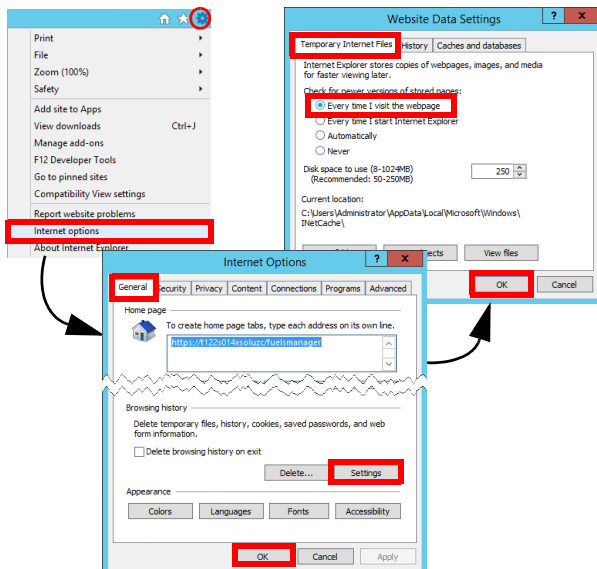 Print
File
Zoom (100%)
Safety
Add site to Apps
View downloads Ctrl+J
Manage add-ons
F12 Developer Tools
Go to pinned sites
Compatibility View settings
Report website problems
Internet options
About Internet Explorer
Website Data Settings ? x
Temporary Internet Files History Caches and databases
Internet Explorer stores copies of webpages, images, and media
for faster viewing later.
Check for newer versions of stored pages:
Every time I visit the webpage
Every time I start Internet Explorer
Automatically
Never
Disk space to use (8-1024MB) 250
(Recommended: 50-250MB)
Current location:
C:\Users\Administrator\AppData\Local\Microsoft\Windows\
INetCache\
View files
OK Cancel
Internet Options ? x
General Security Privacy Content Connections Programs Advanced
Home page
To create home page tabs, type each address on its own line.
https://t122s014xsoluzc/fuelsmanager
Browsing history
Delete temporary files, history, cookies, saved passwords, and web
form information.
Delete browsing history on exit
Delete... Settings
Appearance
Colors Languages Fonts Accessibility
OK Cancel Apply